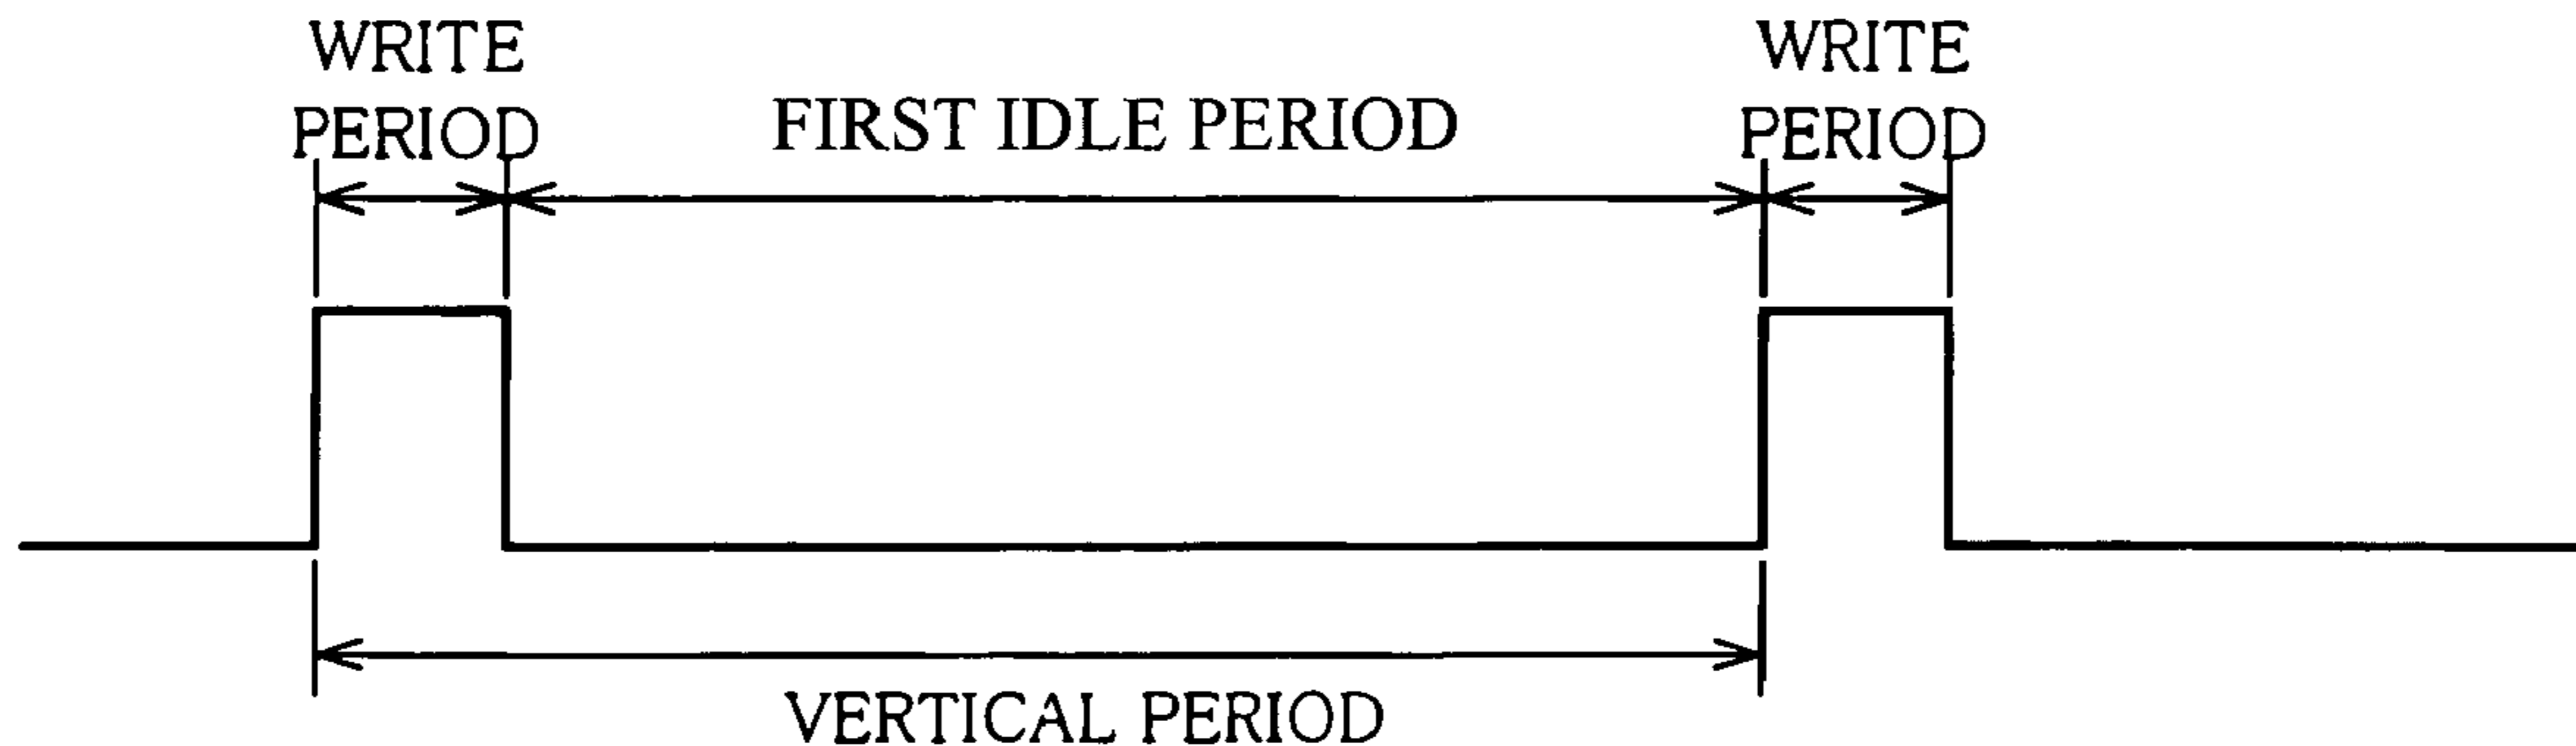 WRITE
PERIOD
FIRST IDLE PERIOD
WRITE
PERIOD
VERTICAL PERIOD